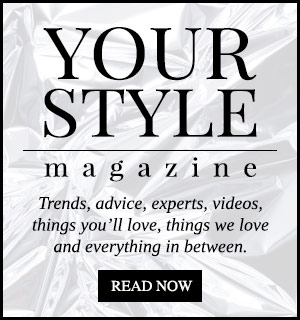 YOUR
STYLE
magazine
Trends, advice, experts, videos,
things you’ll love, things we love
and everything in between.
READ NOW